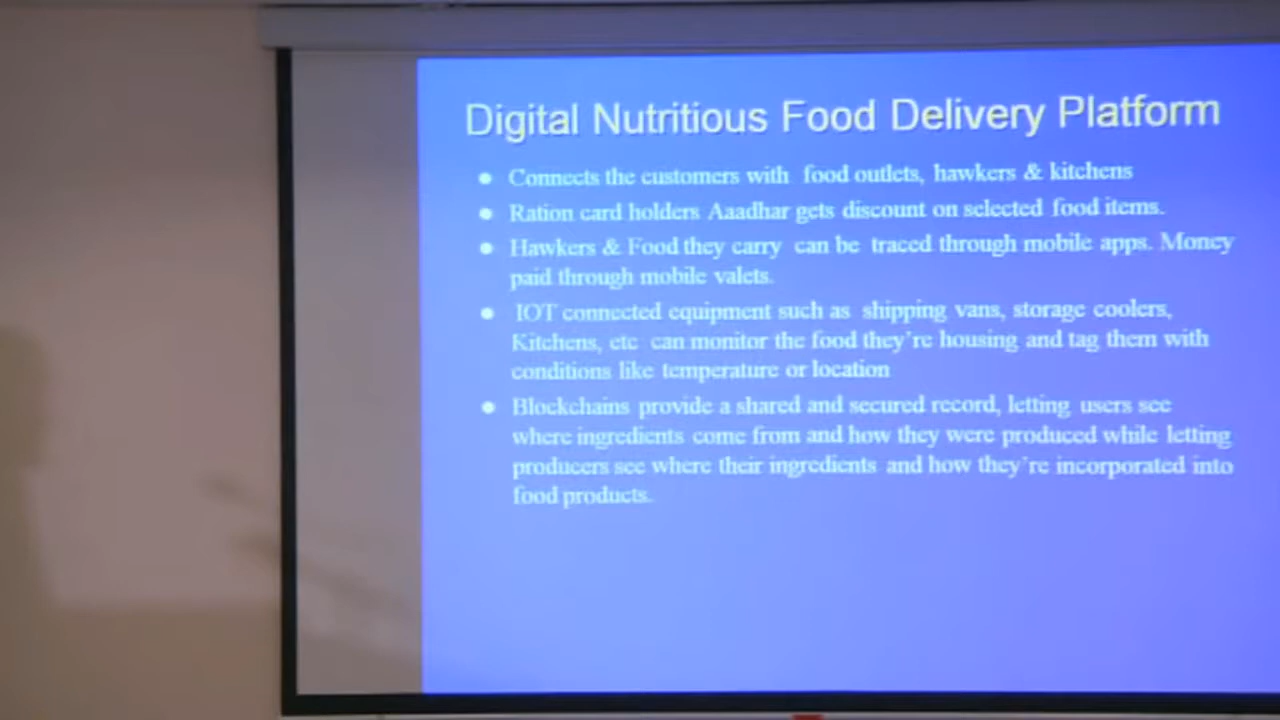 Digital Nutritious Food Delivery Platform
Connects the customers with food outlets, hawkers & kitchens
Ration card holders Aaadhar gets discount on selected food items.
Hawkers & Food they carry can be traced through mobile apps. Money
paid through mobile valets.
IOT connected equipment such as shipping vans, storage coolers,
Kitchens, etc can monitor the food they're housing and tag them with
conditions like temperature or location
Blockchains provide a shared and secured record, letting users see
where ingredients come from and how they were produced while letting
producers see where their ingredients and how they're incorporated into
food products.